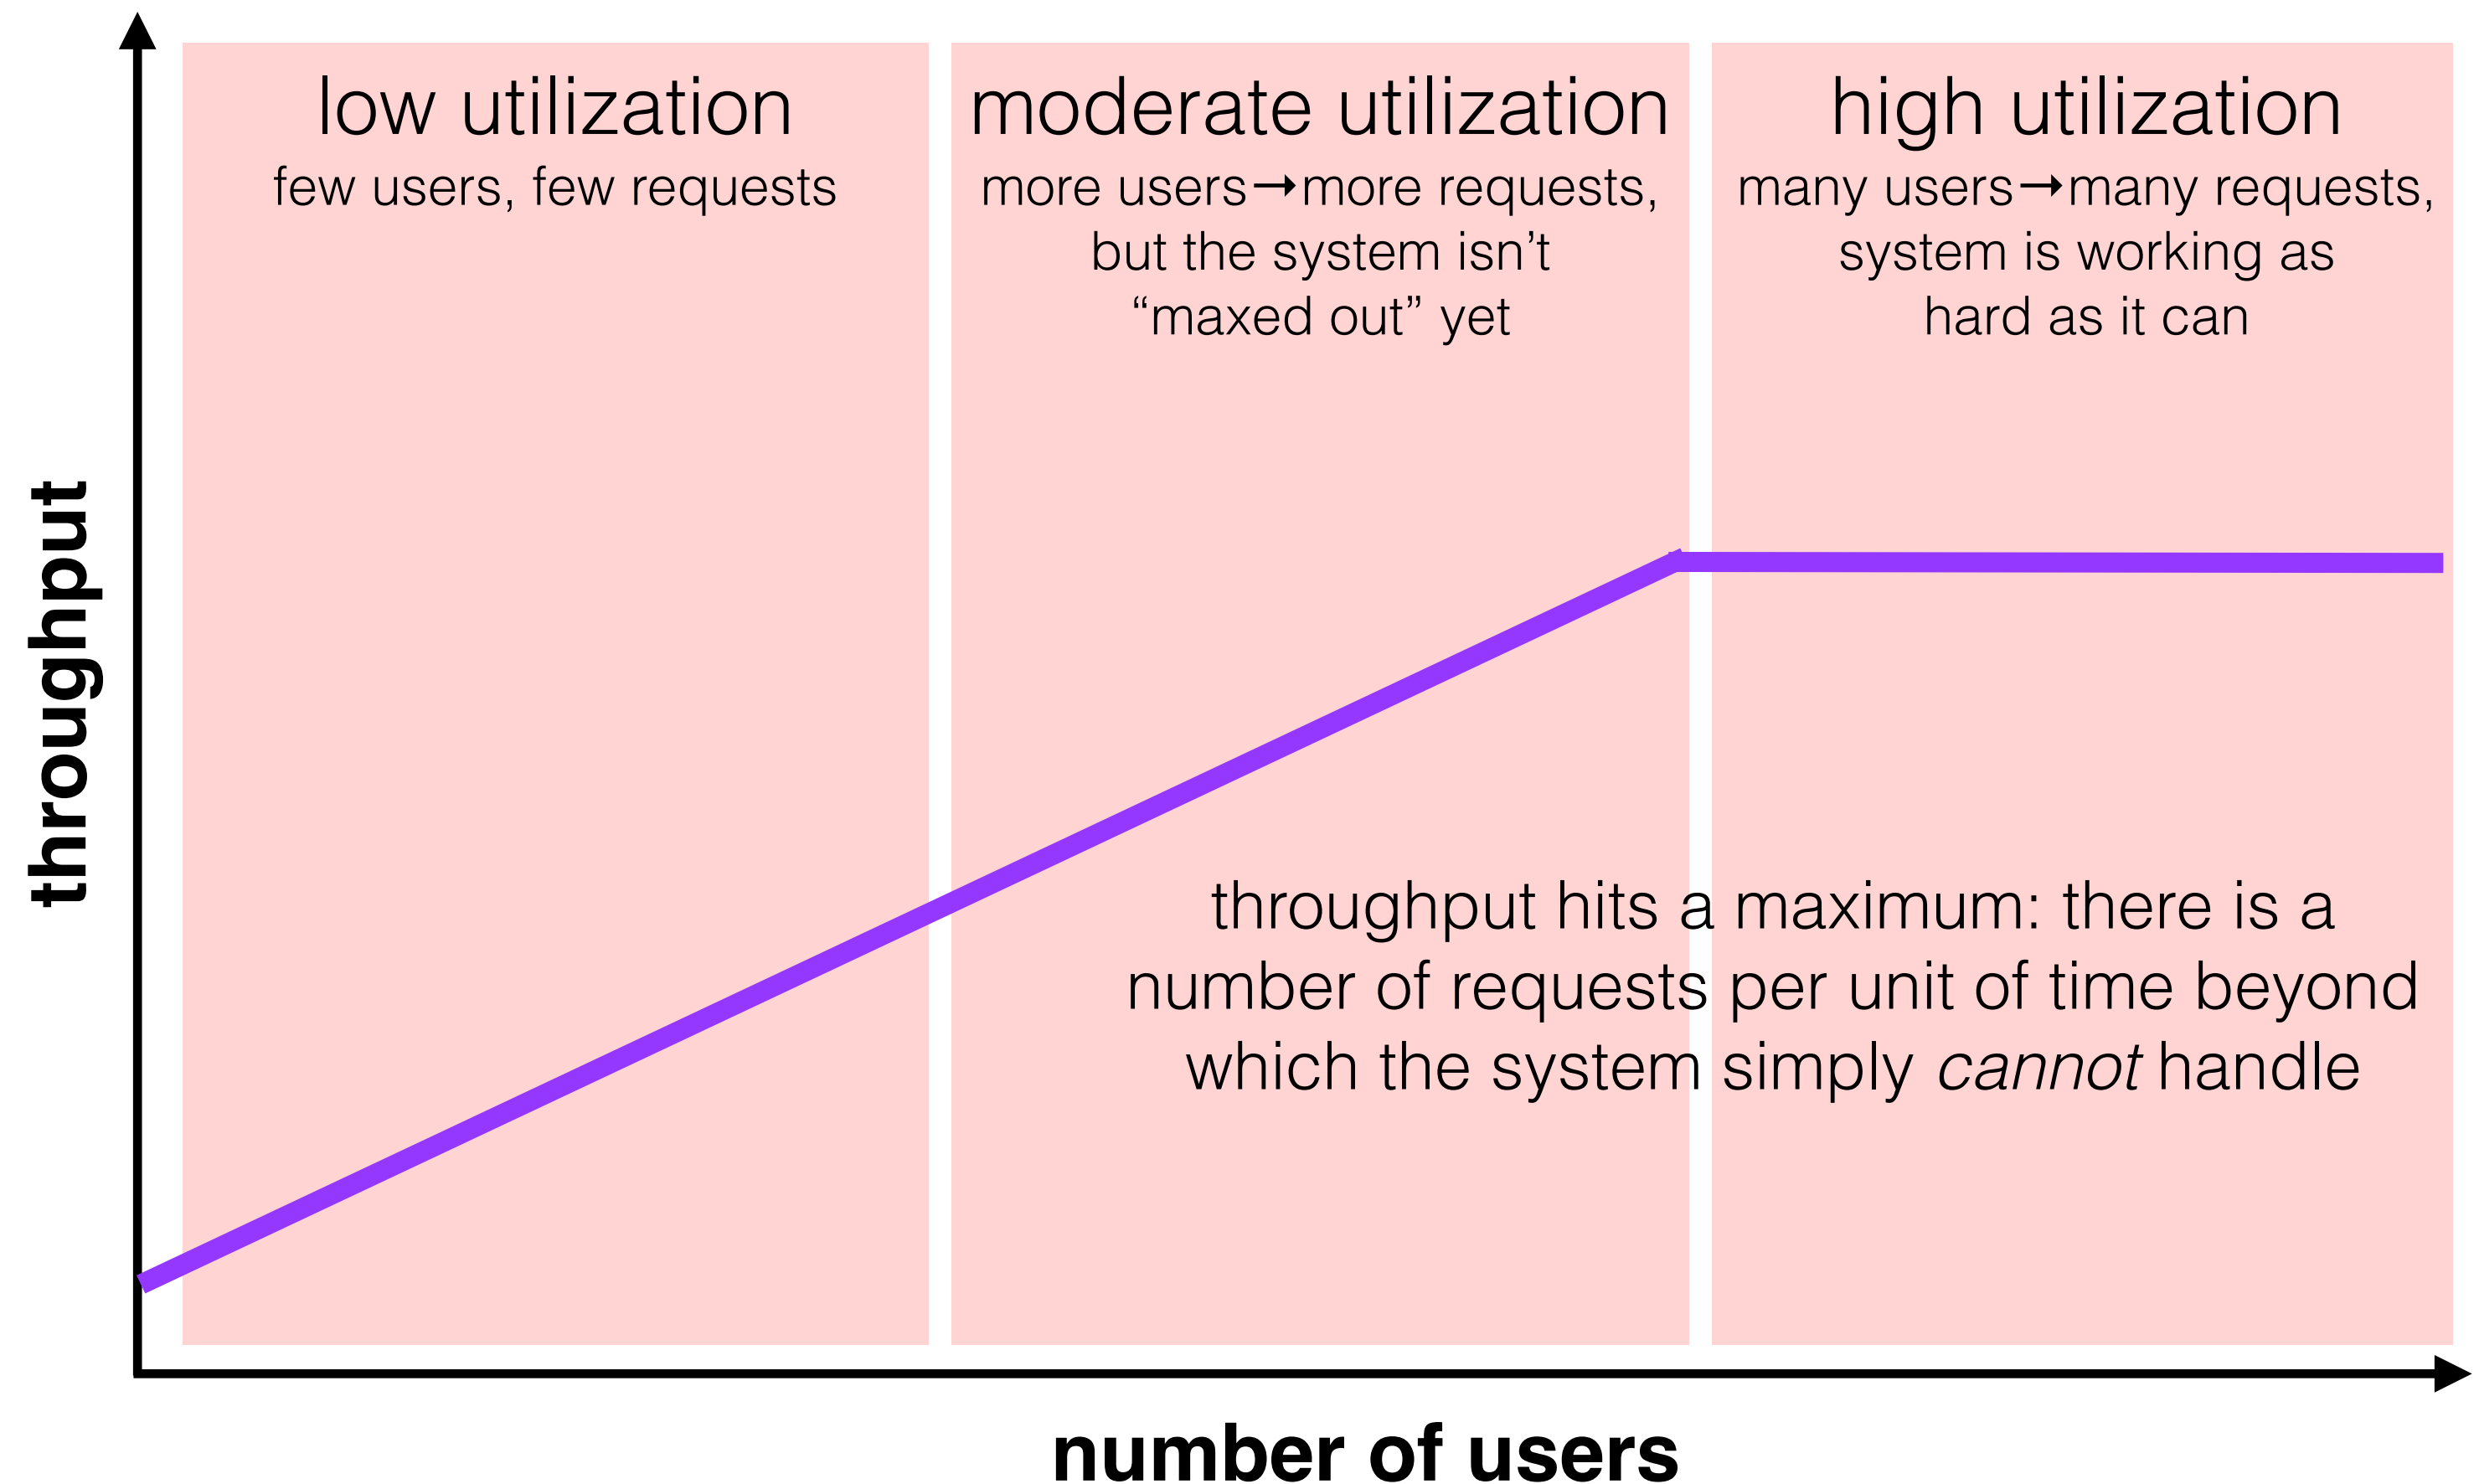 low utilization
few users, few requests
moderate utilization
more users→more requests,
but the system isn’t
“maxed out” yet
high utilization
many users→many requests,
system is working as
hard as it can
throughput
throughput hits a maximum: there is a
number of requests per unit of time beyond
which the system simply cannot handle
number of users